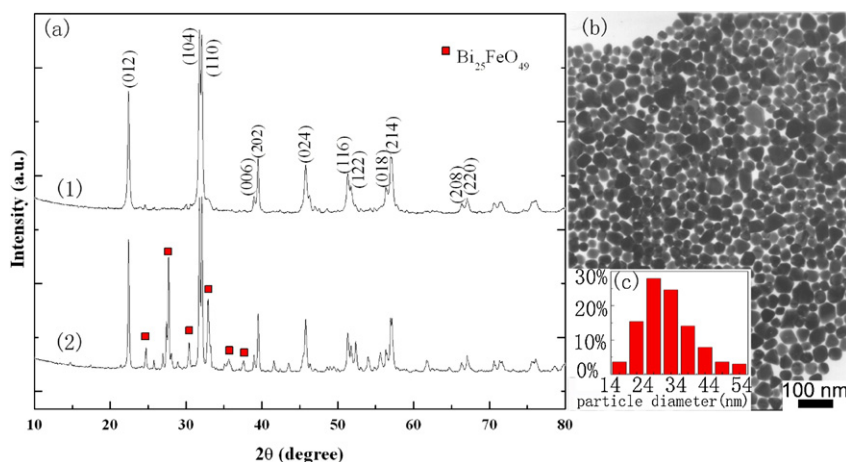 (a)
Bi₂₅FeO₄₉
(012)
(104)
(110)
(006)
(202)
(024)
(116)
(122)
(018)
(214)
(208)
(220)
(1)
(2)
Intensity (a.u.)
10 20 30 40 50 60 70 80
2θ (degree)
(b)
(c)
30%
20%
10%
0%
14 24 34 44 54
particle diameter(nm)
100 nm